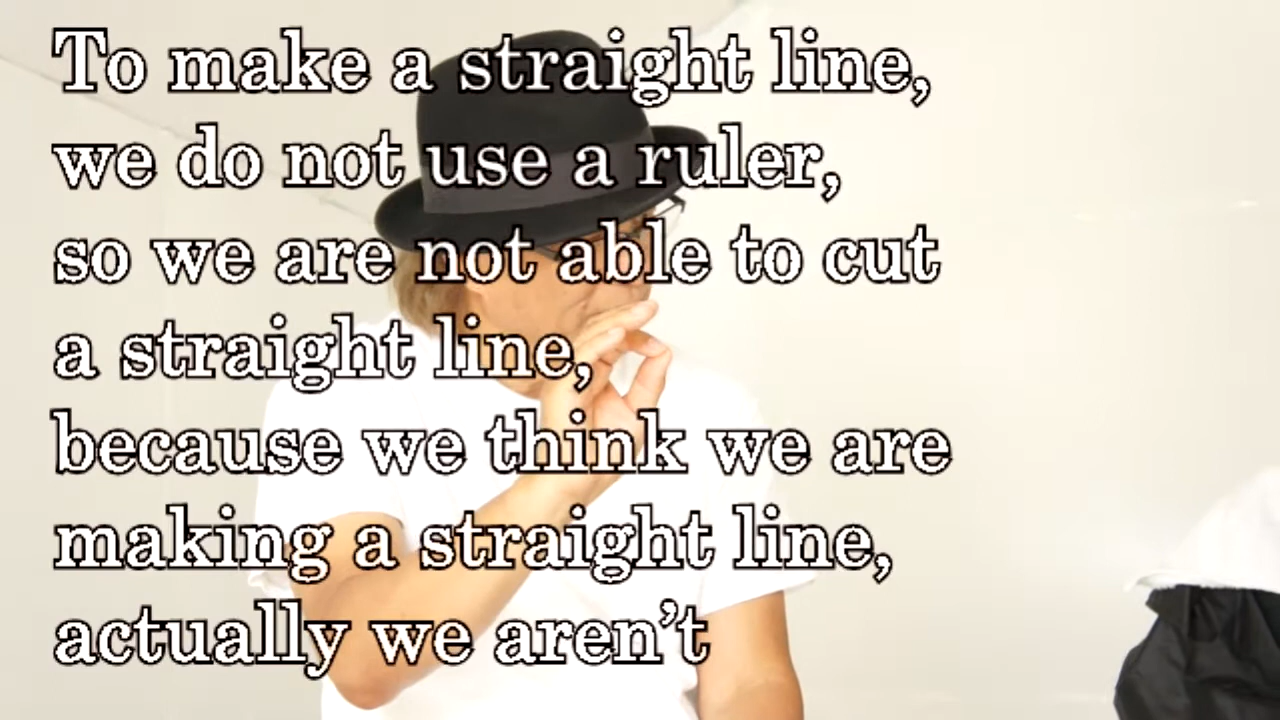 To make a straight line,
we do not use a ruler,
so we are not able to cut
a straight line,
because we think we are
making a straight line,
actually we aren't